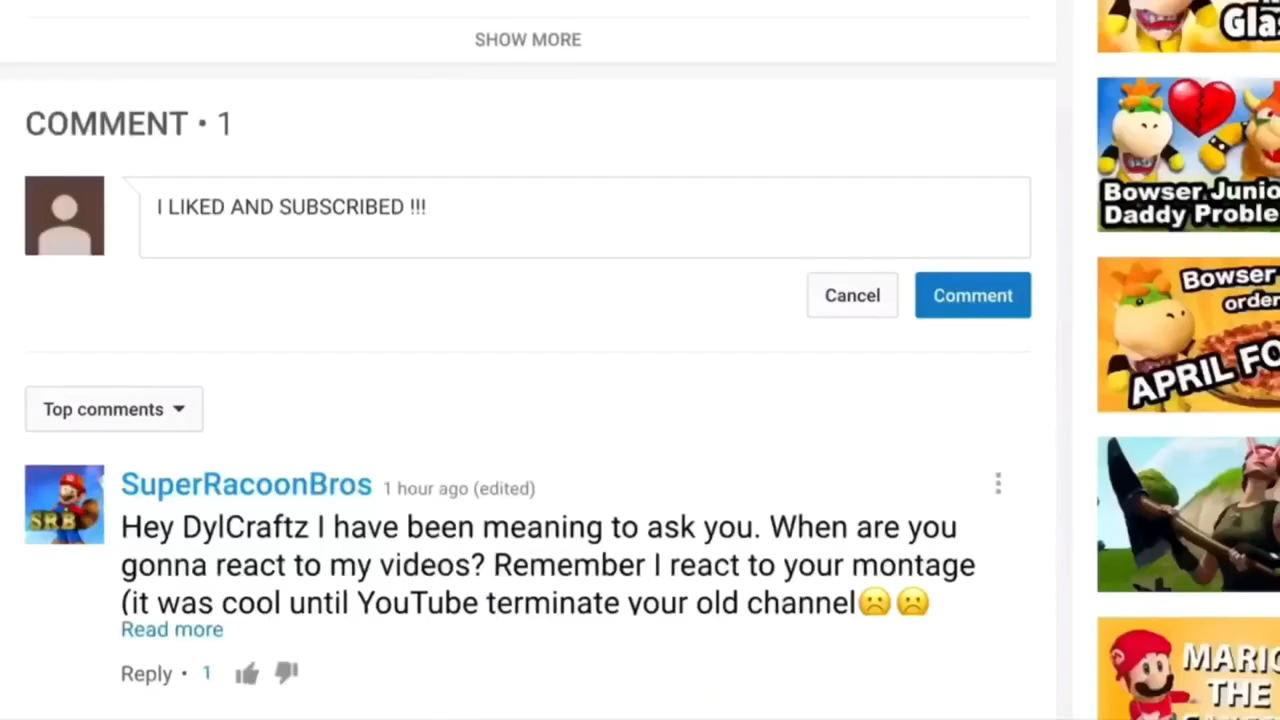 SHOW MORE
COMMENT • 1
I LIKED AND SUBSCRIBED !!!
Cancel
Comment
Top comments
SuperRacoonBros 1 hour ago (edited)
Hey DylCraftz I have been meaning to ask you. When are you
gonna react to my videos? Remember I react to your montage
(it was cool until YouTube terminate your old channel☹️☹️
Read more
Reply • 1
SRB
Bowser Junio
Daddy Proble
Bowser
order
APRIL FO
MARIO
THE